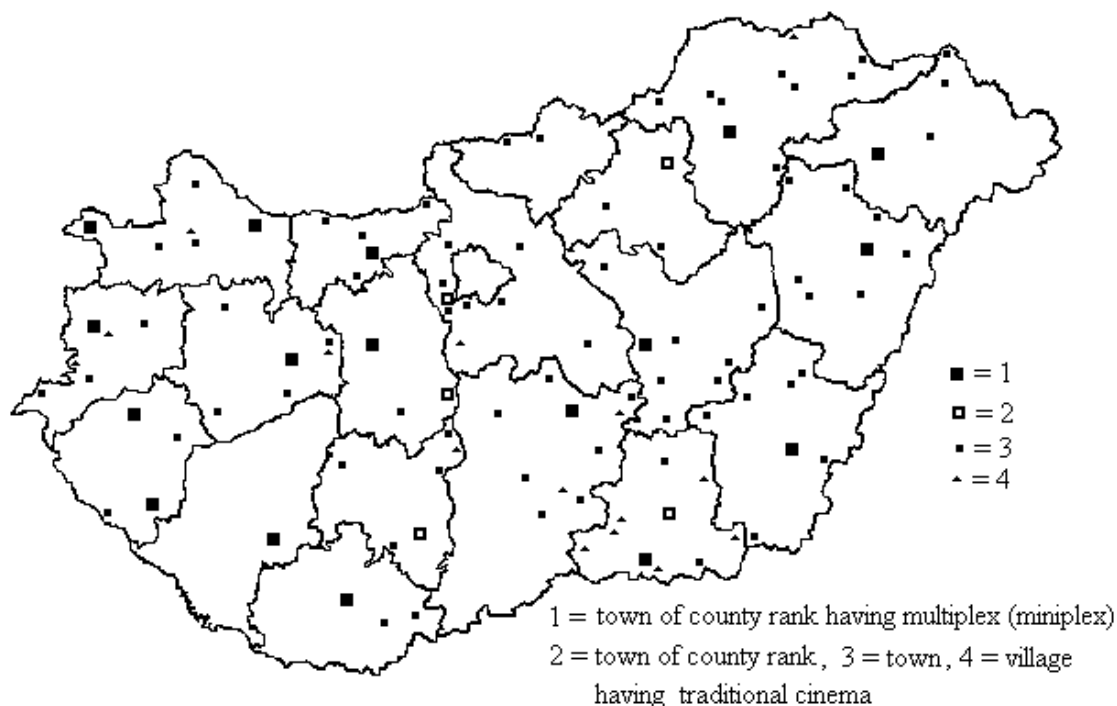 = 1
= 2
= 3
= 4
1 = town of county rank having multiplex (miniplex)
2 = town of county rank , 3 = town, 4 = village
having traditional cinema